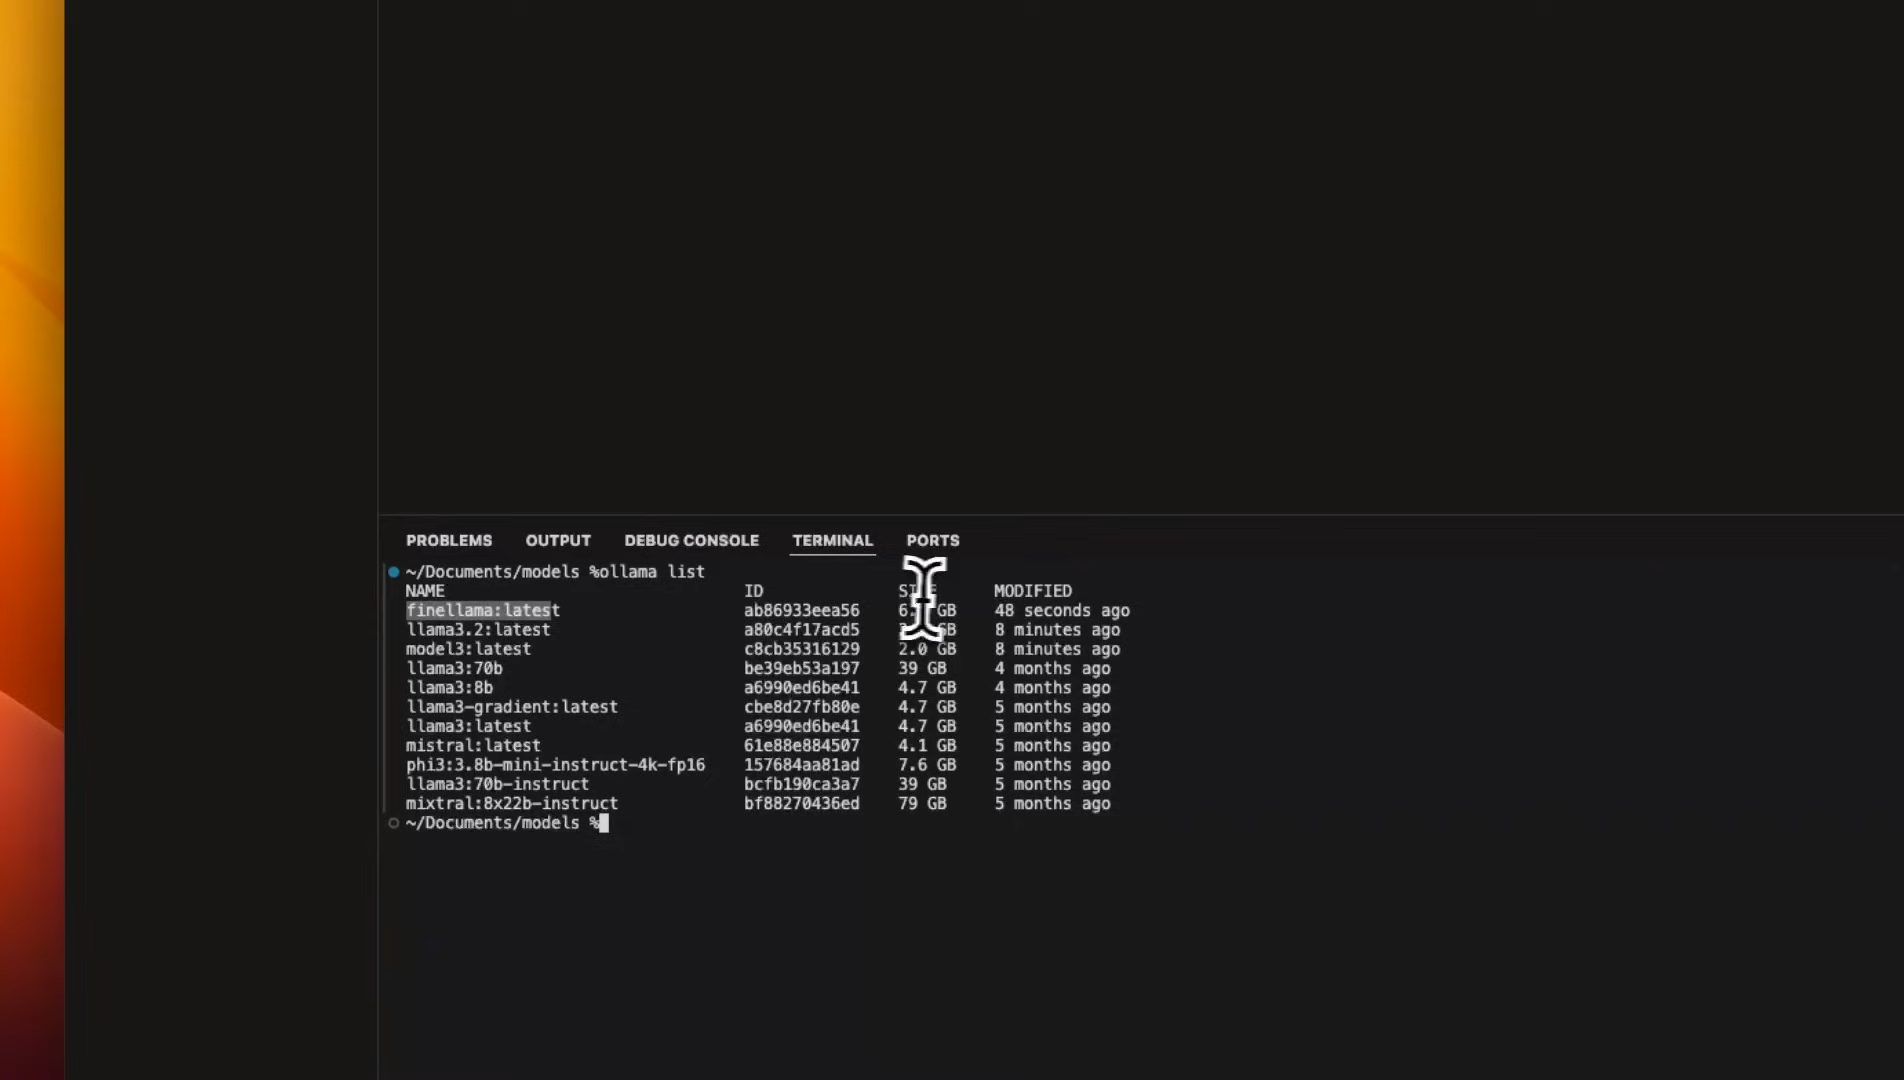 PROBLEMS OUTPUT DEBUG CONSOLE TERMINAL PORTS
~/Documents/models %ollama list
NAME ID MODIFIED
finellama:latest ab86933eea56 GB 48 seconds ago
llama3.2:latest a80c4f17acd5 GB 8 minutes ago
model3:latest c8cb35316129 2.0 GB 8 minutes ago
llama3:70b be39eb53a197 39 GB 4 months ago
llama3:8b a6990ed6be41 4.7 GB 4 months ago
llama3-gradient:latest cbe8d27fb80e 4.7 GB 5 months ago
llama3:latest a6990ed6be41 4.7 GB 5 months ago
mistral:latest 61e88e884507 4.1 GB 5 months ago
phi3:3.8b-mini-instruct-4k-fp16 157684aa81ad 7.6 GB 5 months ago
llama3:70b-instruct bcfb190ca3a7 39 GB 5 months ago
mixtral:8x22b-instruct bf88270436ed 79 GB 5 months ago
~/Documents/models %